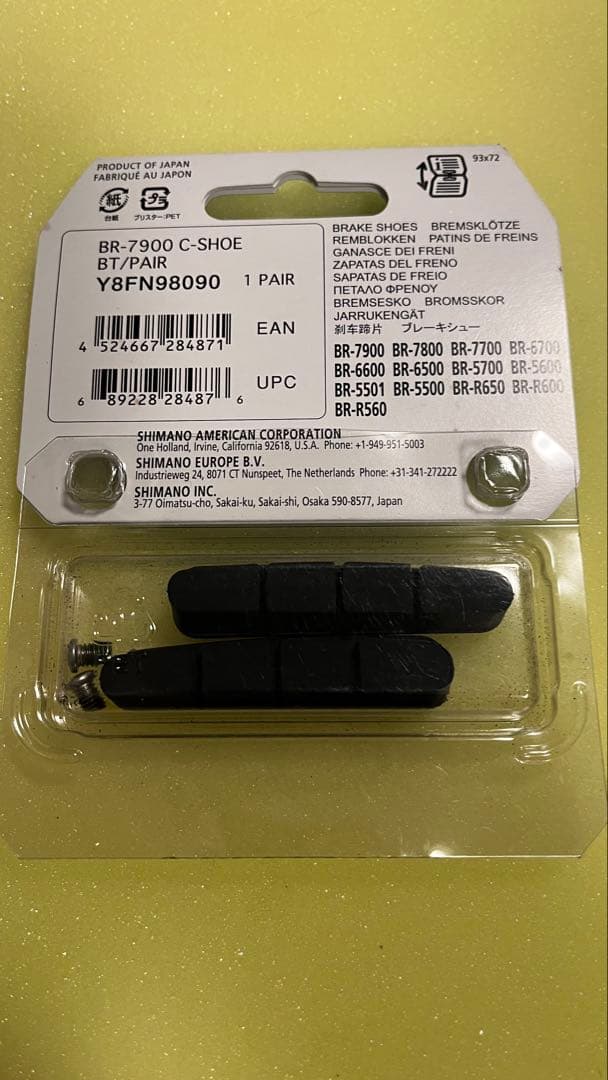 PRODUCT OF JAPAN
FABRIQUÉ AU JAPON
紙
台紙
プラ
ブリスター:PET
93x72
BR-7900 C-SHOE
BT/PAIR
Y8FN98090 1 PAIR
EAN
4 524667 284871
UPC
6 89228 28487 6
BRAKE SHOES BREMSKLÖTZE
REMBLOKKEN PATINS DE FREINS
GANASCE DEI FRENI
ZAPATAS DEL FRENO
SAPATAS DE FREIO
ПЕТАЛО ФРЕНОУ
BREMSESKO BROMSSKOR
JARRUKENGÄT
刹车蹄片 ブレーキシュー
BR-7900 BR-7800 BR-7700 BR-6700
BR-6600 BR-6500 BR-5700 BR-5600
BR-5501 BR-5500 BR-R650 BR-R600
BR-R560
SHIMANO AMERICAN CORPORATION
One Holland, Irvine, California 92618, U.S.A. Phone: +1-949-951-5003
SHIMANO EUROPE B.V.
Industrieweg 24, 8071 CT Nunspeet, The Netherlands Phone: +31-341-272222
SHIMANO INC.
3-77 Oimatsu-cho, Sakai-ku, Sakai-shi, Osaka 590-8577, Japan